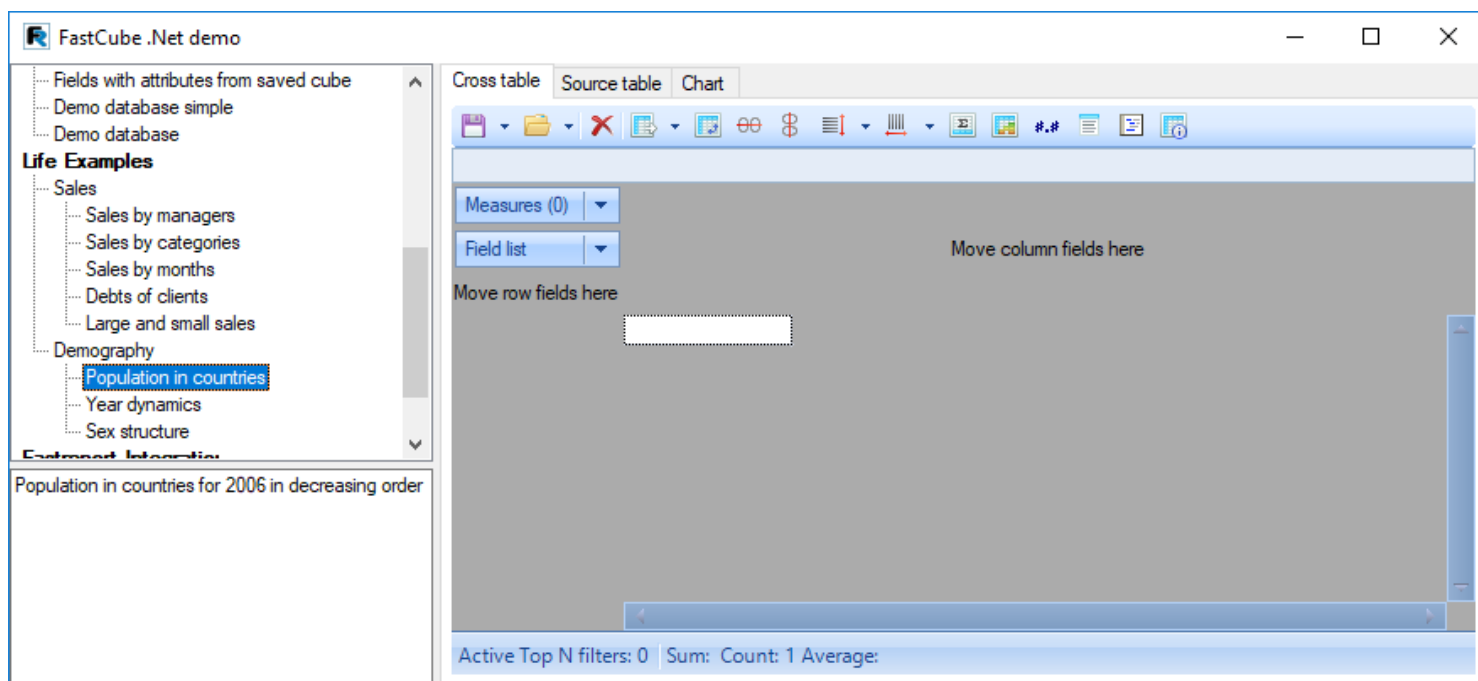 FastCube .Net demo
Fields with attributes from saved cube
Demo database simple
Demo database
Life Examples
Sales
Sales by managers
Sales by categories
Sales by months
Debts of clients
Large and small sales
Demography
Population in countries
Year dynamics
Sex structure
Population in countries for 2006 in decreasing order
Cross table Source table Chart
Σ #.#
Measures (0)
Field list
Move column fields here
Move row fields here
Active Top N filters: 0 Sum: Count: 1 Average: